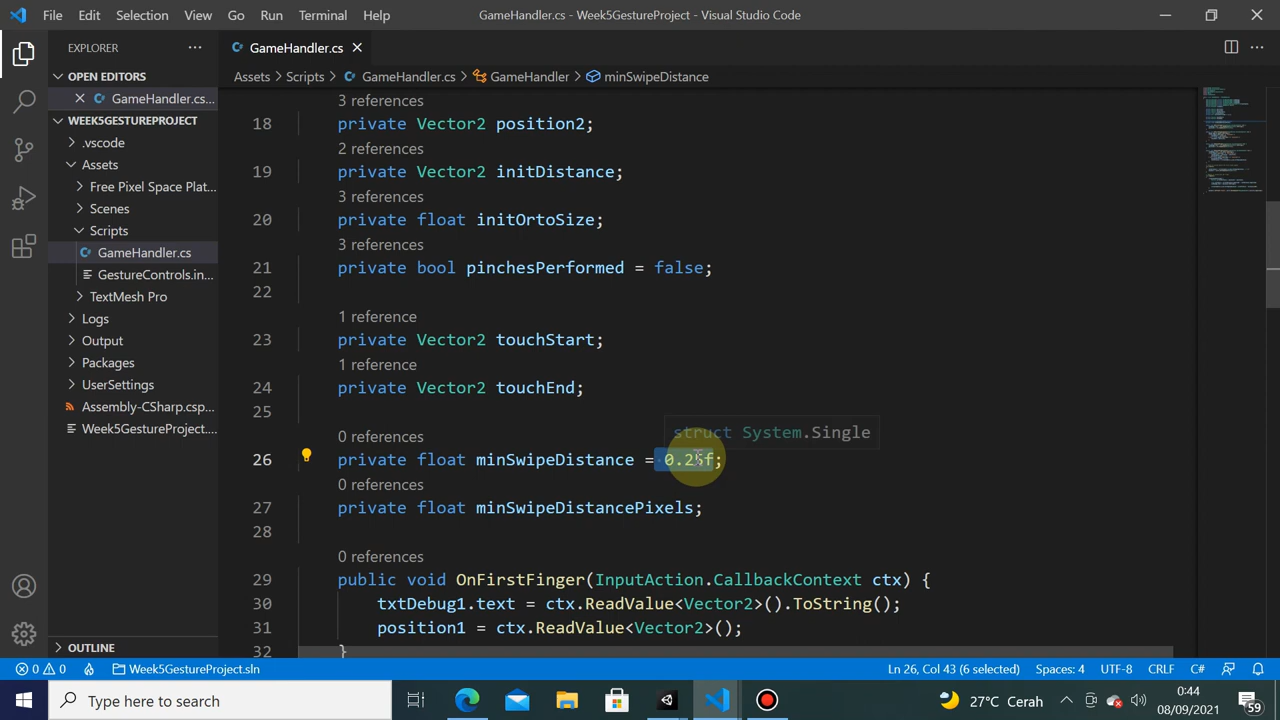 File Edit Selection View Go Run Terminal Help
GameHandler.cs - Week5GestureProject - Visual Studio Code
EXPLORER
OPEN EDITORS
GameHandler.cs...
WEEK5GESTUREPROJECT
.vscode
Assets
Free Pixel Space Plat...
Scenes
Scripts
GameHandler.cs
GestureControls.in...
TextMesh Pro
Logs
Output
Packages
UserSettings
Assembly-CSharp.csp...
Week5GestureProject....
OUTLINE
GameHandler.cs
Assets > Scripts > GameHandler.cs > GameHandler > minSwipeDistance
3 references
18 private Vector2 position2;
2 references
19 private Vector2 initDistance;
3 references
20 private float initOrtoSize;
3 references
21 private bool pinchesPerformed = false;
22
1 reference
23 private Vector2 touchStart;
1 reference
24 private Vector2 touchEnd;
25
struct System.Single
0 references
26 private float minSwipeDistance = 0.25f;
0 references
27 private float minSwipeDistancePixels;
28
0 references
29 public void OnFirstFinger(InputAction.CallbackContext ctx) {
30 txtDebug1.text = ctx.ReadValue<Vector2>().ToString();
31 position1 = ctx.ReadValue<Vector2>();
32 }
0 0 Week5GestureProject.sln Ln 26, Col 43 (6 selected) Spaces: 4 UTF-8 CRLF C#
Type here to search
27°C Cerah
0:44
08/09/2021
59